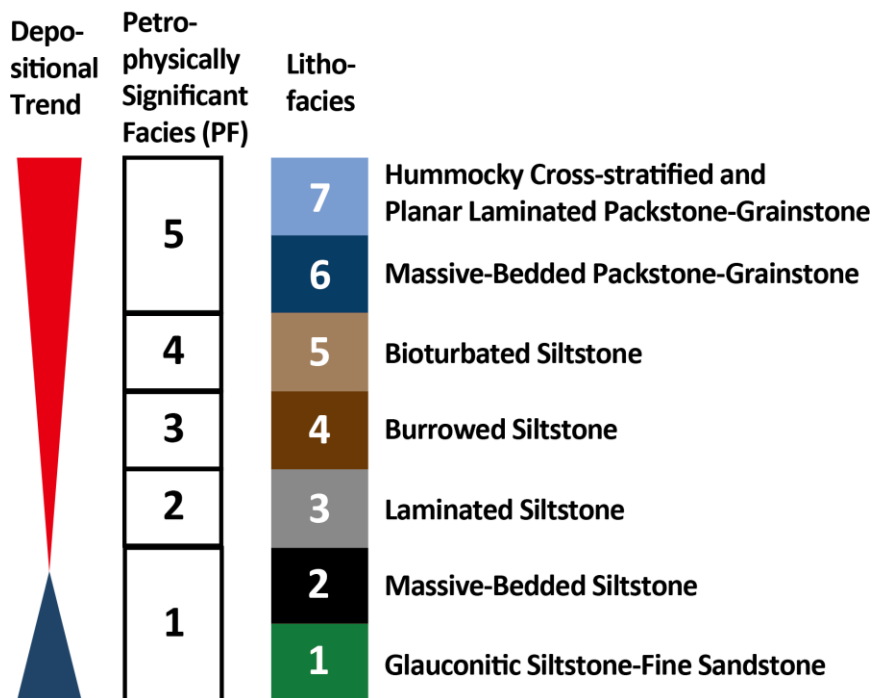 Depo-
sitional
Trend
Petro-
physically
Significant
Facies (PF)
Litho-
facies
5
4
3
2
1
7
Hummocky Cross-stratified and
Planar Laminated Packstone-Grainstone
6
Massive-Bedded Packstone-Grainstone
5
Bioturbated Siltstone
4
Burrowed Siltstone
3
Laminated Siltstone
2
Massive-Bedded Siltstone
1
Glauconitic Siltstone-Fine Sandstone